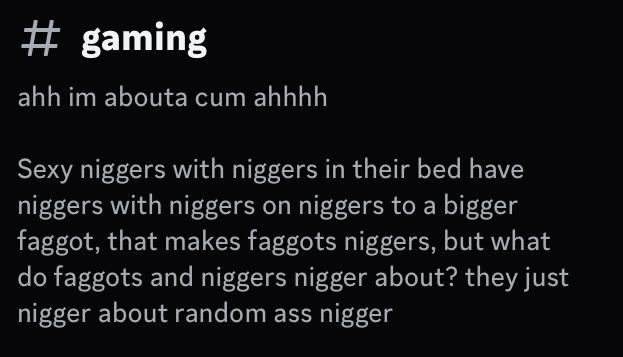 # gaming
ahh im abouta cum ahhhh
Sexy niggers with niggers in their bed have
niggers with niggers on niggers to a bigger
faggot, that makes faggots niggers, but what
do faggots and niggers nigger about? they just
nigger about random ass nigger